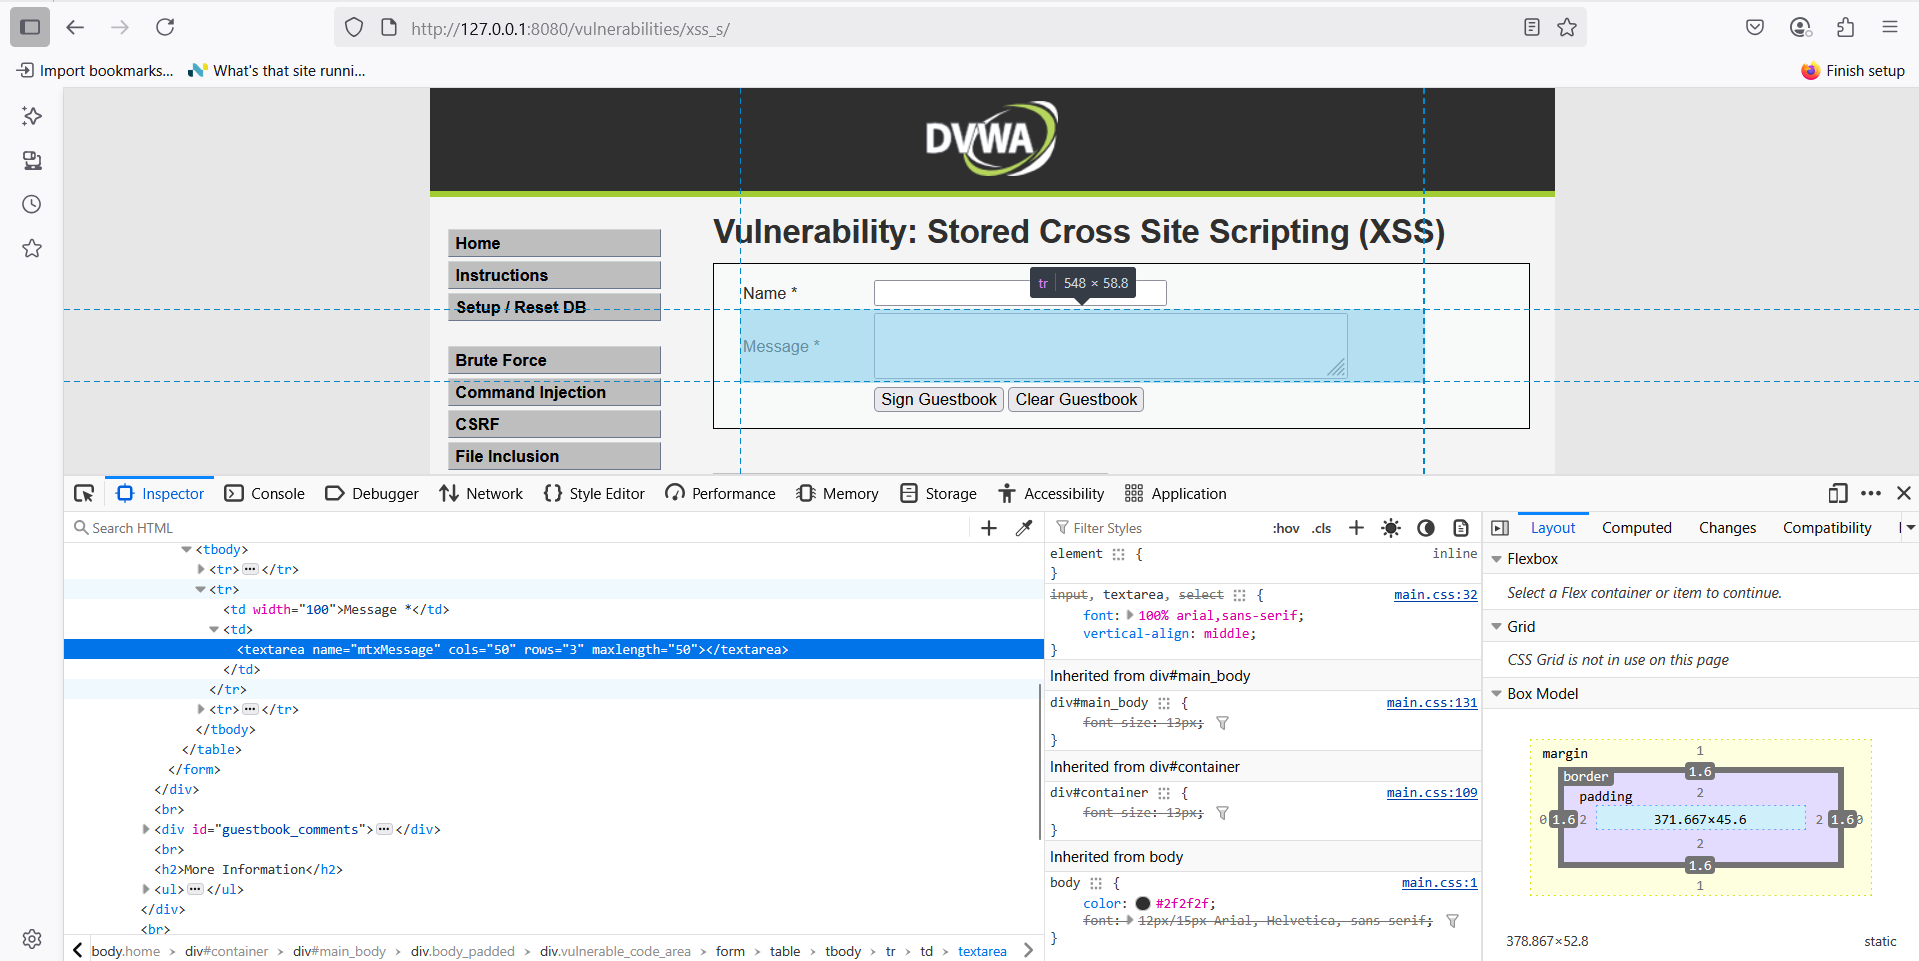 http://127.0.0.1:8080/vulnerabilities/xss_s/
Import bookmarks... What's that site runni...
Finish setup
DVWA
Vulnerability: Stored Cross Site Scripting (XSS)
Home
Instructions
Setup / Reset DB
Brute Force
Command Injection
CSRF
File Inclusion
Name *
tr 548 × 58.8
Message *
Sign Guestbook Clear Guestbook
Inspector Console Debugger Network Style Editor Performance Memory Storage Accessibility Application
Search HTML
<tbody>
<tr> ••• </tr>
<tr>
<td width="100">Message *</td>
<td>
<textarea name="mtxMessage" cols="50" rows="3" maxlength="50"></textarea>
</td>
</tr>
<tr> ••• </tr>
</tbody>
</table>
</form>
</div>
<br>
<div id="guestbook_comments"> ••• </div>
<br>
<h2>More Information</h2>
<ul> ••• </ul>
</div>
<br>
body.home > div#container > div#main_body > div.body_padded > div.vulnerable_code_area > form > table > tbody > tr > td > textarea
Filter Styles :hov .cls
element { inline
}
input, textarea, select { main.css:32
font: 100% arial,sans-serif;
vertical-align: middle;
}
Inherited from div#main_body
div#main_body { main.css:131
font-size: 13px;
}
Inherited from div#container
div#container { main.css:109
font-size: 13px;
}
Inherited from body
body { main.css:1
color: #2f2f2f;
font: 12px/15px Arial, Helvetica, sans-serif;
}
Layout Computed Changes Compatibility
Flexbox
Select a Flex container or item to continue.
Grid
CSS Grid is not in use on this page
Box Model
margin 1
border 1.6
padding 2
0 1.6 2 371.667×45.6 2 1.6 0
2
1.6
1
378.867×52.8 static